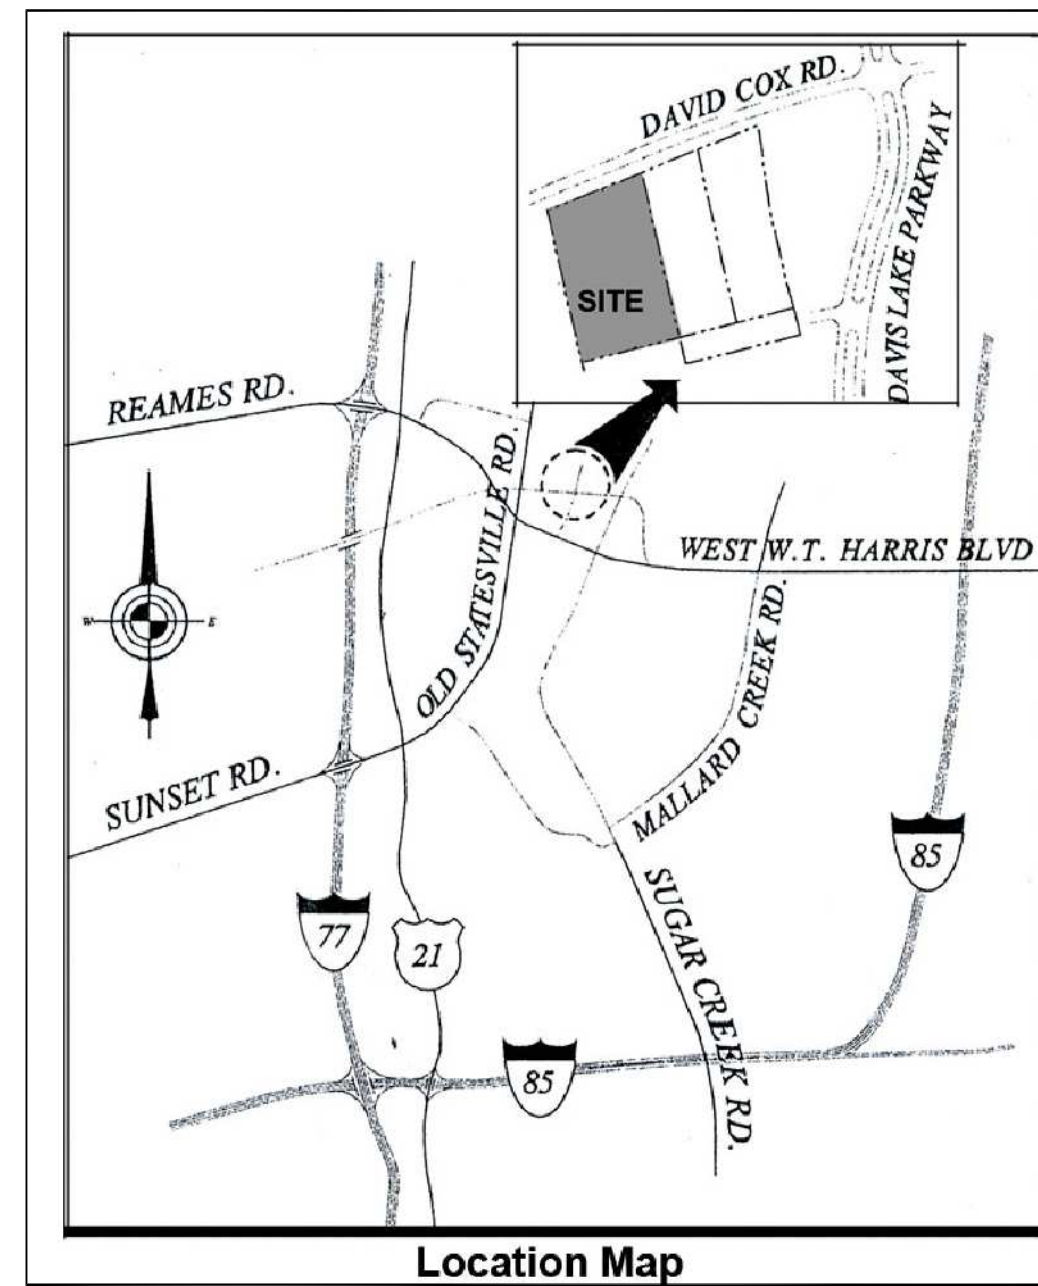 DAVID COX RD.
DAVIS LAKE PARKWAY
SITE
REAMES RD.
OLD STATESVILLE RD.
WEST W.T. HARRIS BLVD
W
E
MALLARD CREEK RD.
SUNSET RD.
SUGAR CREEK RD.
85
77
21
85
Location Map